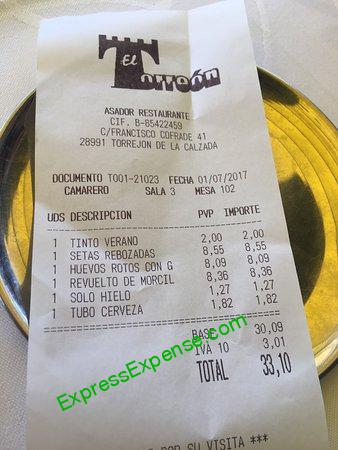 El
Torreón
ASADOR RESTAURANTE
CIF. B-65422459
C/FRANCISCO COFRADE 41
28991 TORREJON DE LA CALZADA
DOCUMENTO T001-21023 FECHA 01/07/2017
CAMARERO SALA 3 MESA 102
UDS DESCRIPCION PVP IMPORTE
1 TINTO VERANO 2,00 2,00
1 SETAS REBOZADAS 8,55 8,55
1 HUEVOS ROTOS CON G 8,09 8,09
1 REVUELTO DE MORCIL 8,36 8,36
1 SOLO HIELO 1,27 1,27
1 TUBO CERVEZA 1,82 1,82
BASE 30,09
IVA 10 3,01
TOTAL 33,10
ExpressExpense.com
POR SU VISITA ***